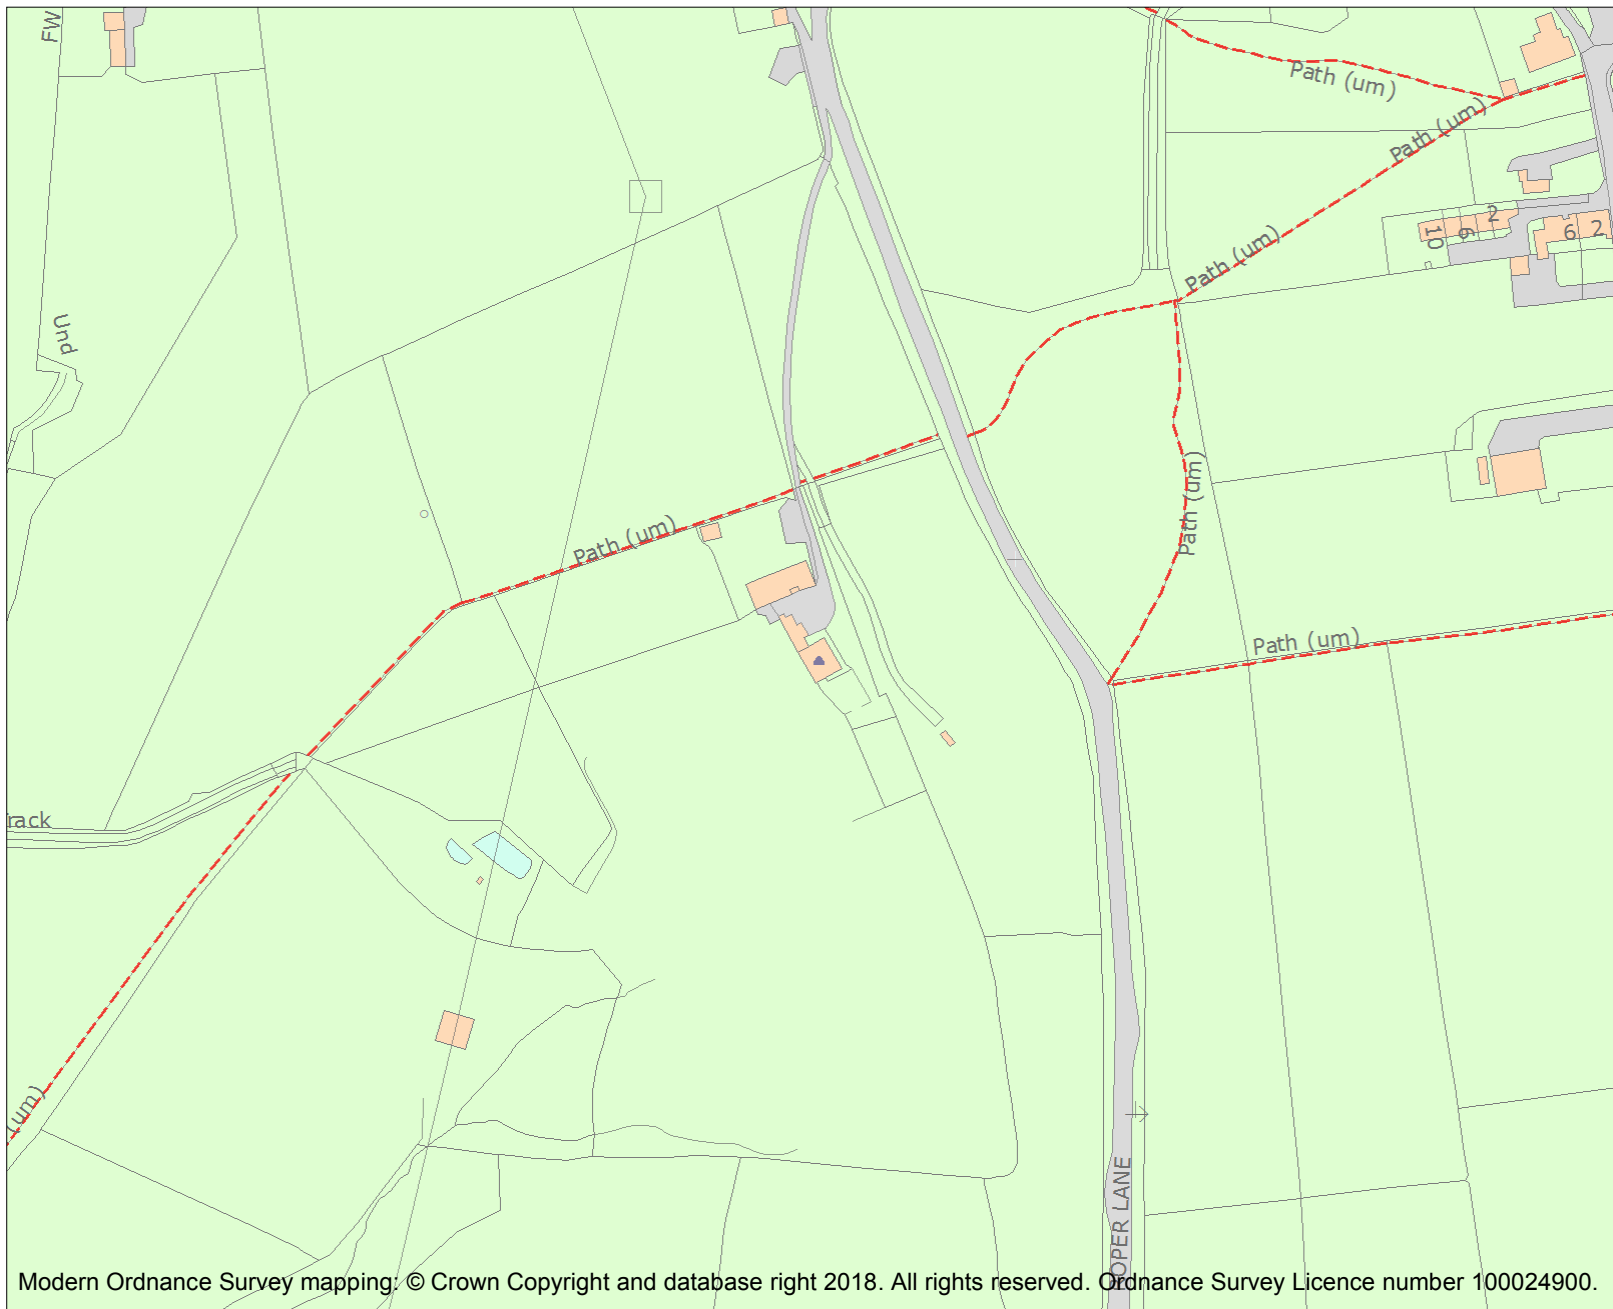 FW
Path (um)
Path (um)
2
6
10
6
2
Path (um)
Und
Path (um)
Path (um)
Path (um)
rack
(um)
OPER LANE
Modern Ordnance Survey mapping: © Crown Copyright and database right 2018. All rights reserved. Ordnance Survey Licence number 100024900.